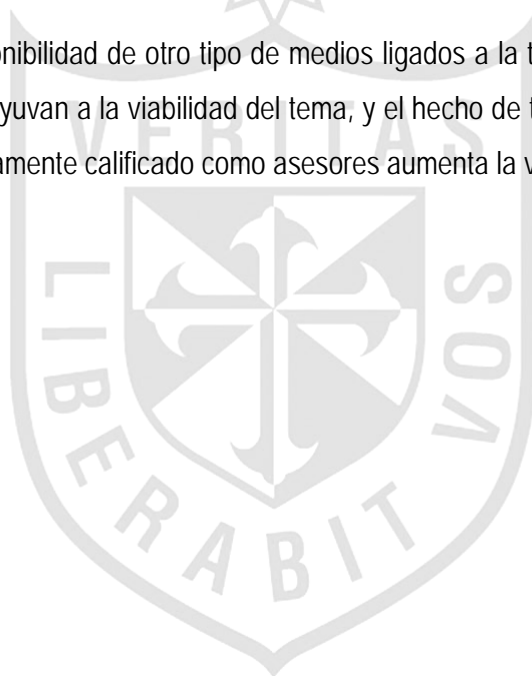 onibilidad de otro tipo de medios ligados a la t
yuvan a la viabilidad del tema, y el hecho de t
amente calificado como asesores aumenta la v
VERITAS
LIBERABIT VOS